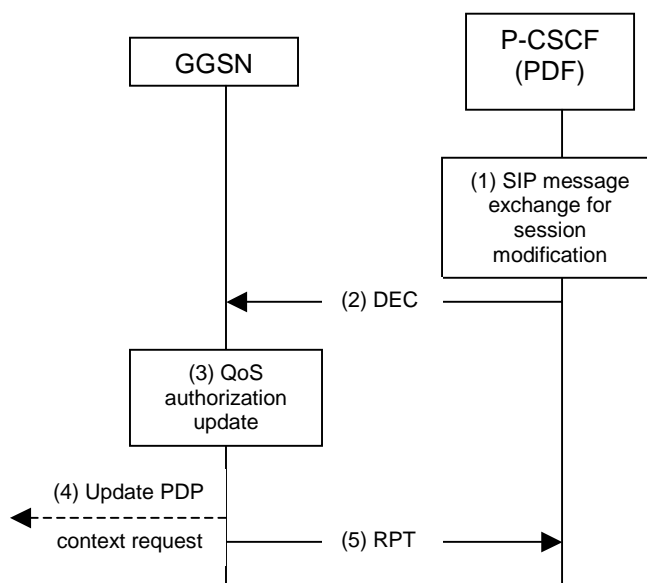 GGSN
P-CSCF
(PDF)
(1) SIP message
exchange for
session
modification
(2) DEC
(3) QoS
authorization
update
(4) Update PDP
context request
(5) RPT